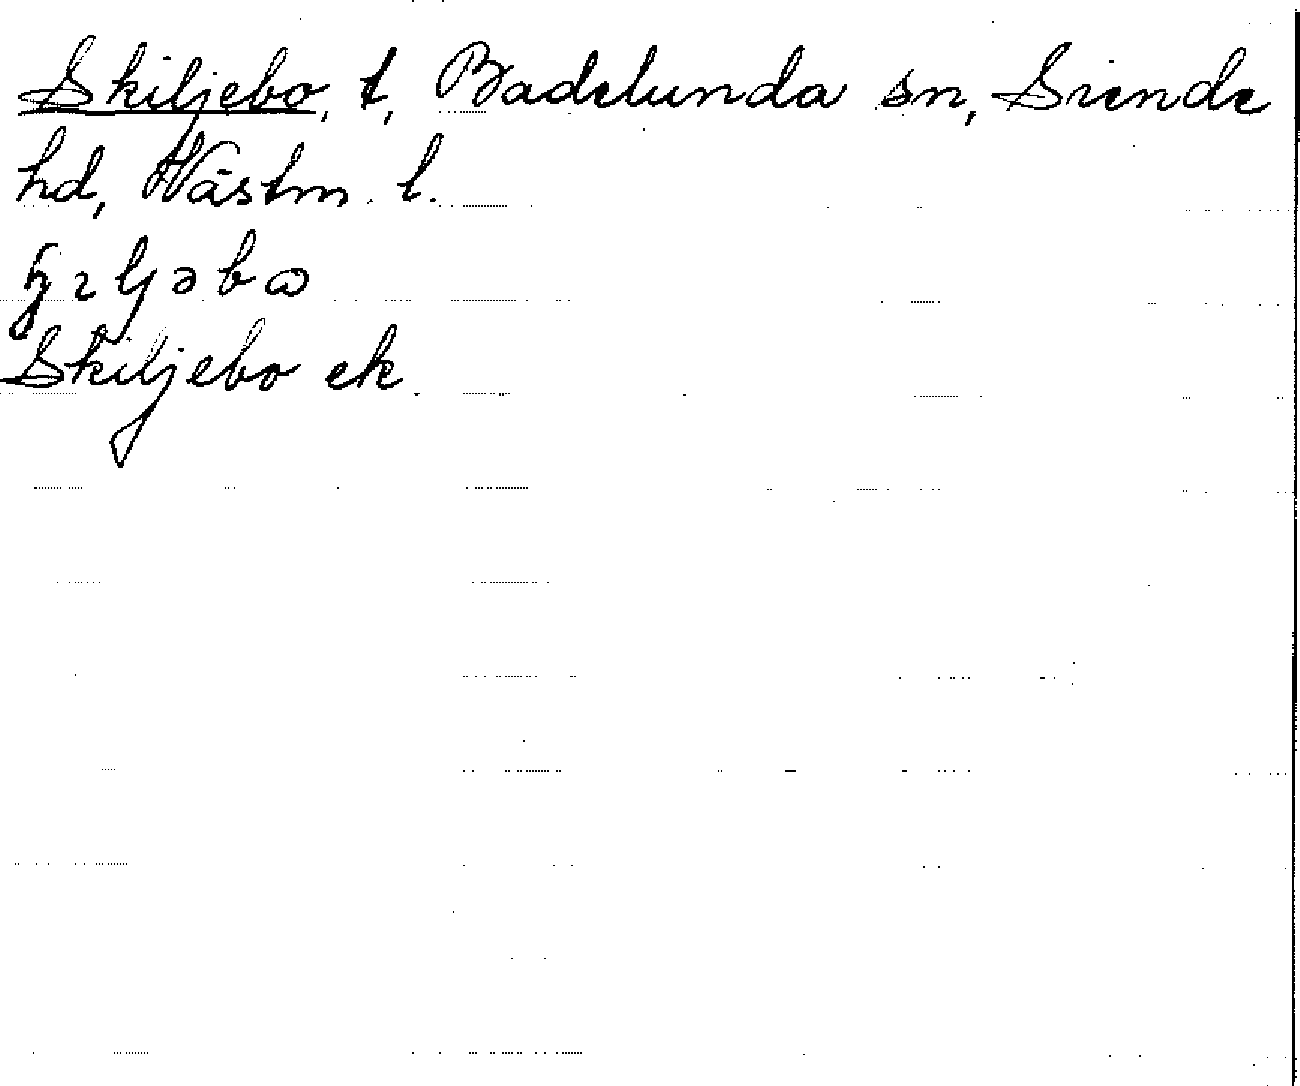 Skiljebo, t, Badelunda sn, Siende
hd, Västm. l.
Skiljebo ek.